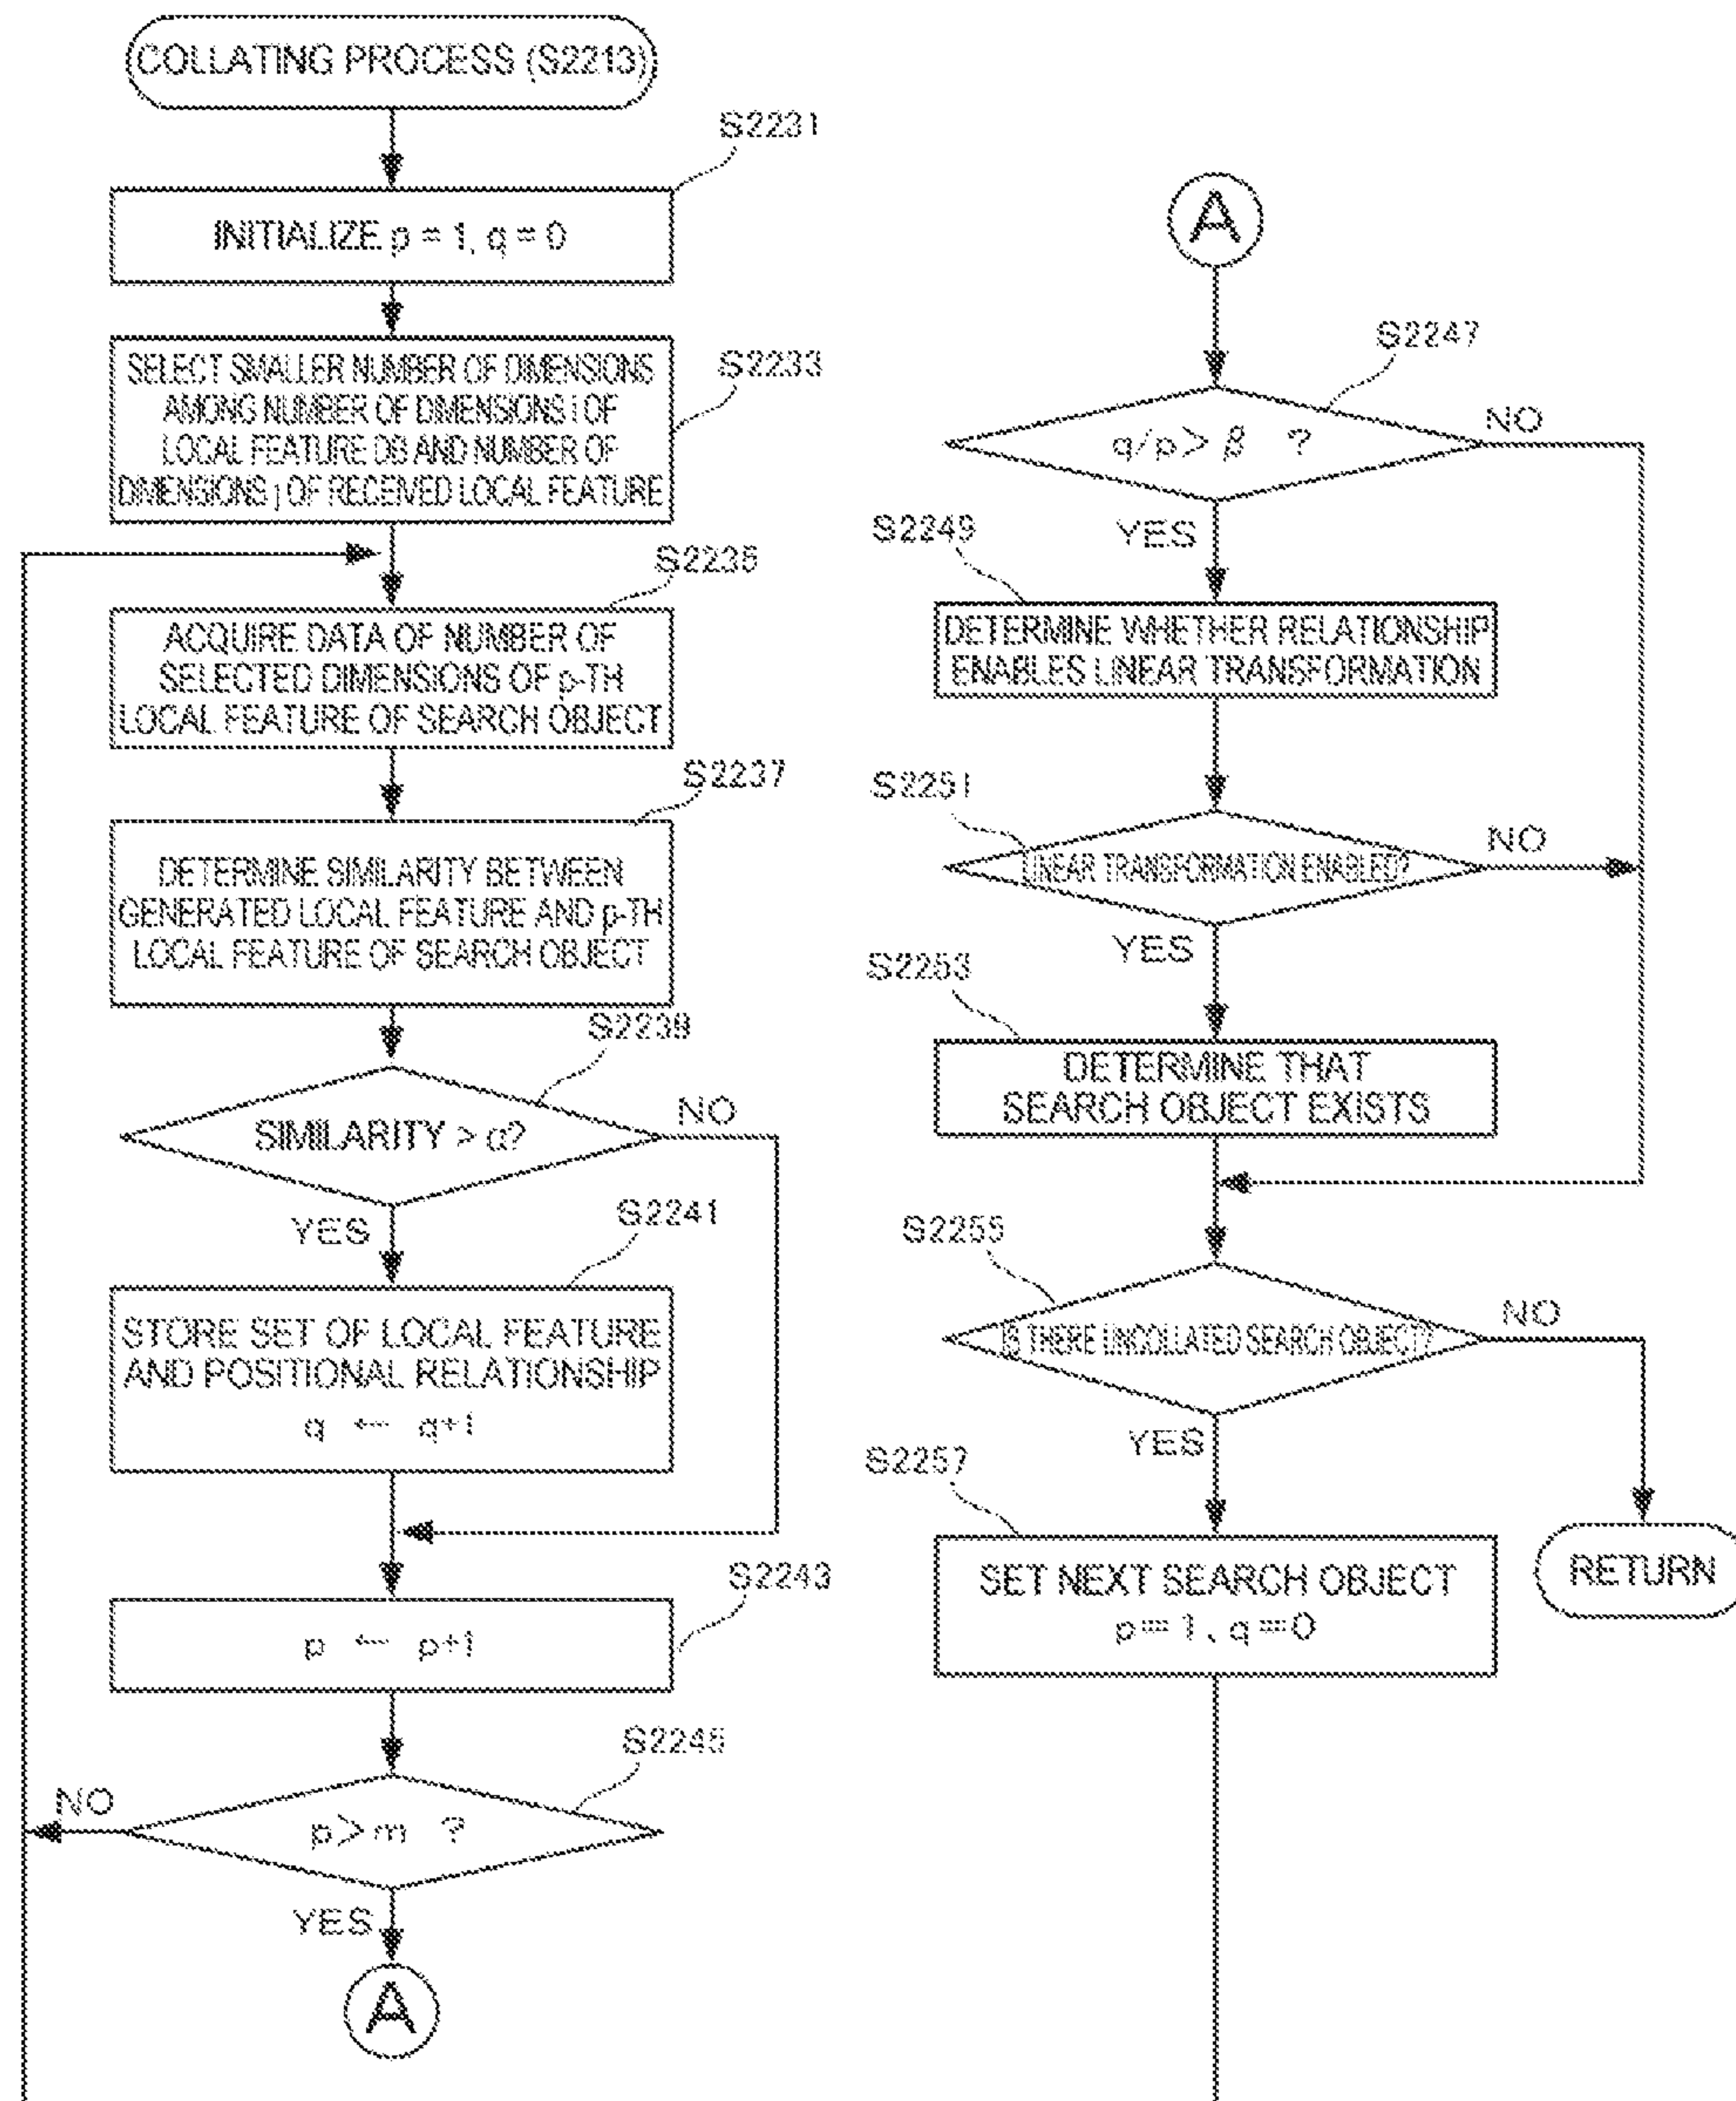 COLLATING PROCESS (S2213)
S2231
INITIALIZE p = 1, q = 0
S2233
SELECT SMALLER NUMBER OF DIMENSIONS
AMONG NUMBER OF DIMENSIONS i OF
LOCAL FEATURE DB AND NUMBER OF
DIMENSIONS j OF RECEIVED LOCAL FEATURE
S2235
ACQUIRE DATA OF NUMBER OF
SELECTED DIMENSIONS OF p-TH
LOCAL FEATURE OF SEARCH OBJECT
S2237
DETERMINE SIMILARITY BETWEEN
GENERATED LOCAL FEATURE AND p-TH
LOCAL FEATURE OF SEARCH OBJECT
S2239
SIMILARITY > α?
NO
YES
S2241
STORE SET OF LOCAL FEATURE
AND POSITIONAL RELATIONSHIP
q ← q+1
S2243
p ← p+1
S2245
p>m ?
NO
YES
A
A
S2247
q/p> β ?
NO
YES
S2249
DETERMINE WHETHER RELATIONSHIP
ENABLES LINEAR TRANSFORMATION
S2251
LINEAR TRANSFORMATION ENABLED?
NO
YES
S2253
DETERMINE THAT
SEARCH OBJECT EXISTS
S2255
IS THERE UNCOLLATED SEARCH OBJECT?
NO
YES
S2257
SET NEXT SEARCH OBJECT
p=1, q=0
RETURN